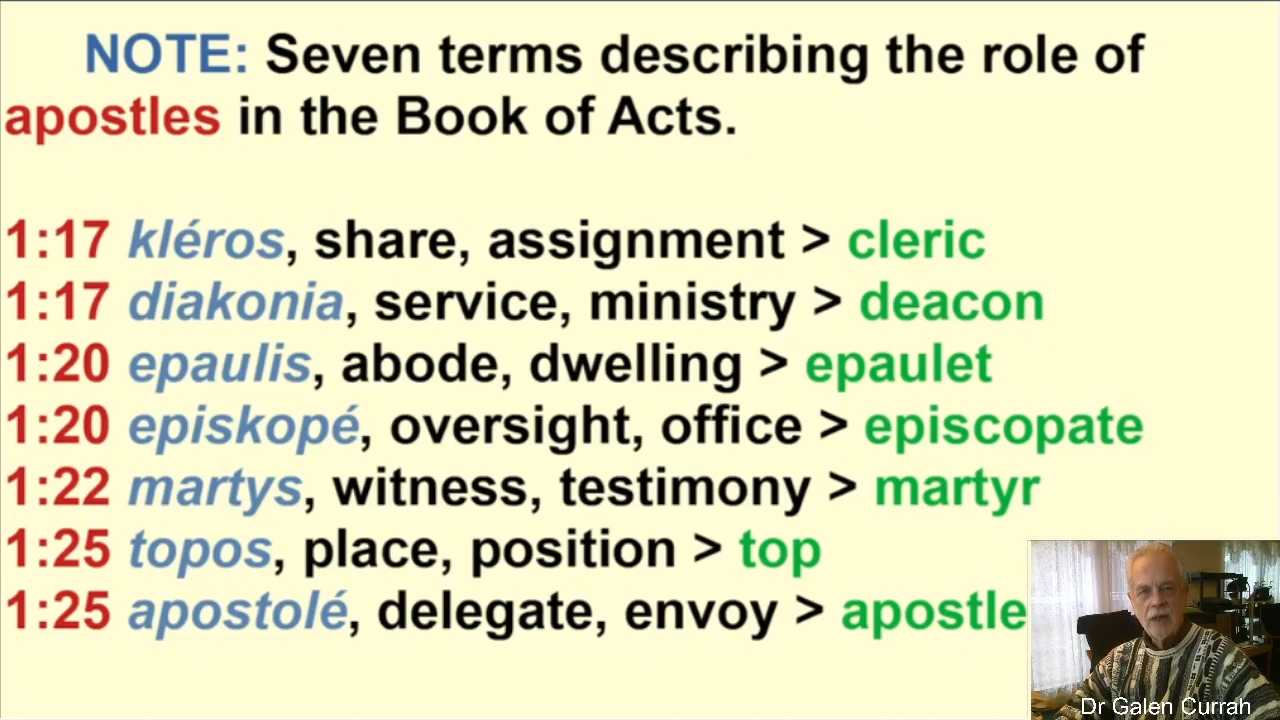 NOTE: Seven terms describing the role of
apostles in the Book of Acts.
1:17 kléros, share, assignment > cleric
1:17 diakonia, service, ministry > deacon
1:20 epaulis, abode, dwelling > epaulet
1:20 episkopé, oversight, office > episcopate
1:22 martys, witness, testimony > martyr
1:25 topos, place, position > top
1:25 apostolé, delegate, envoy > apostle
Dr Galen Currah